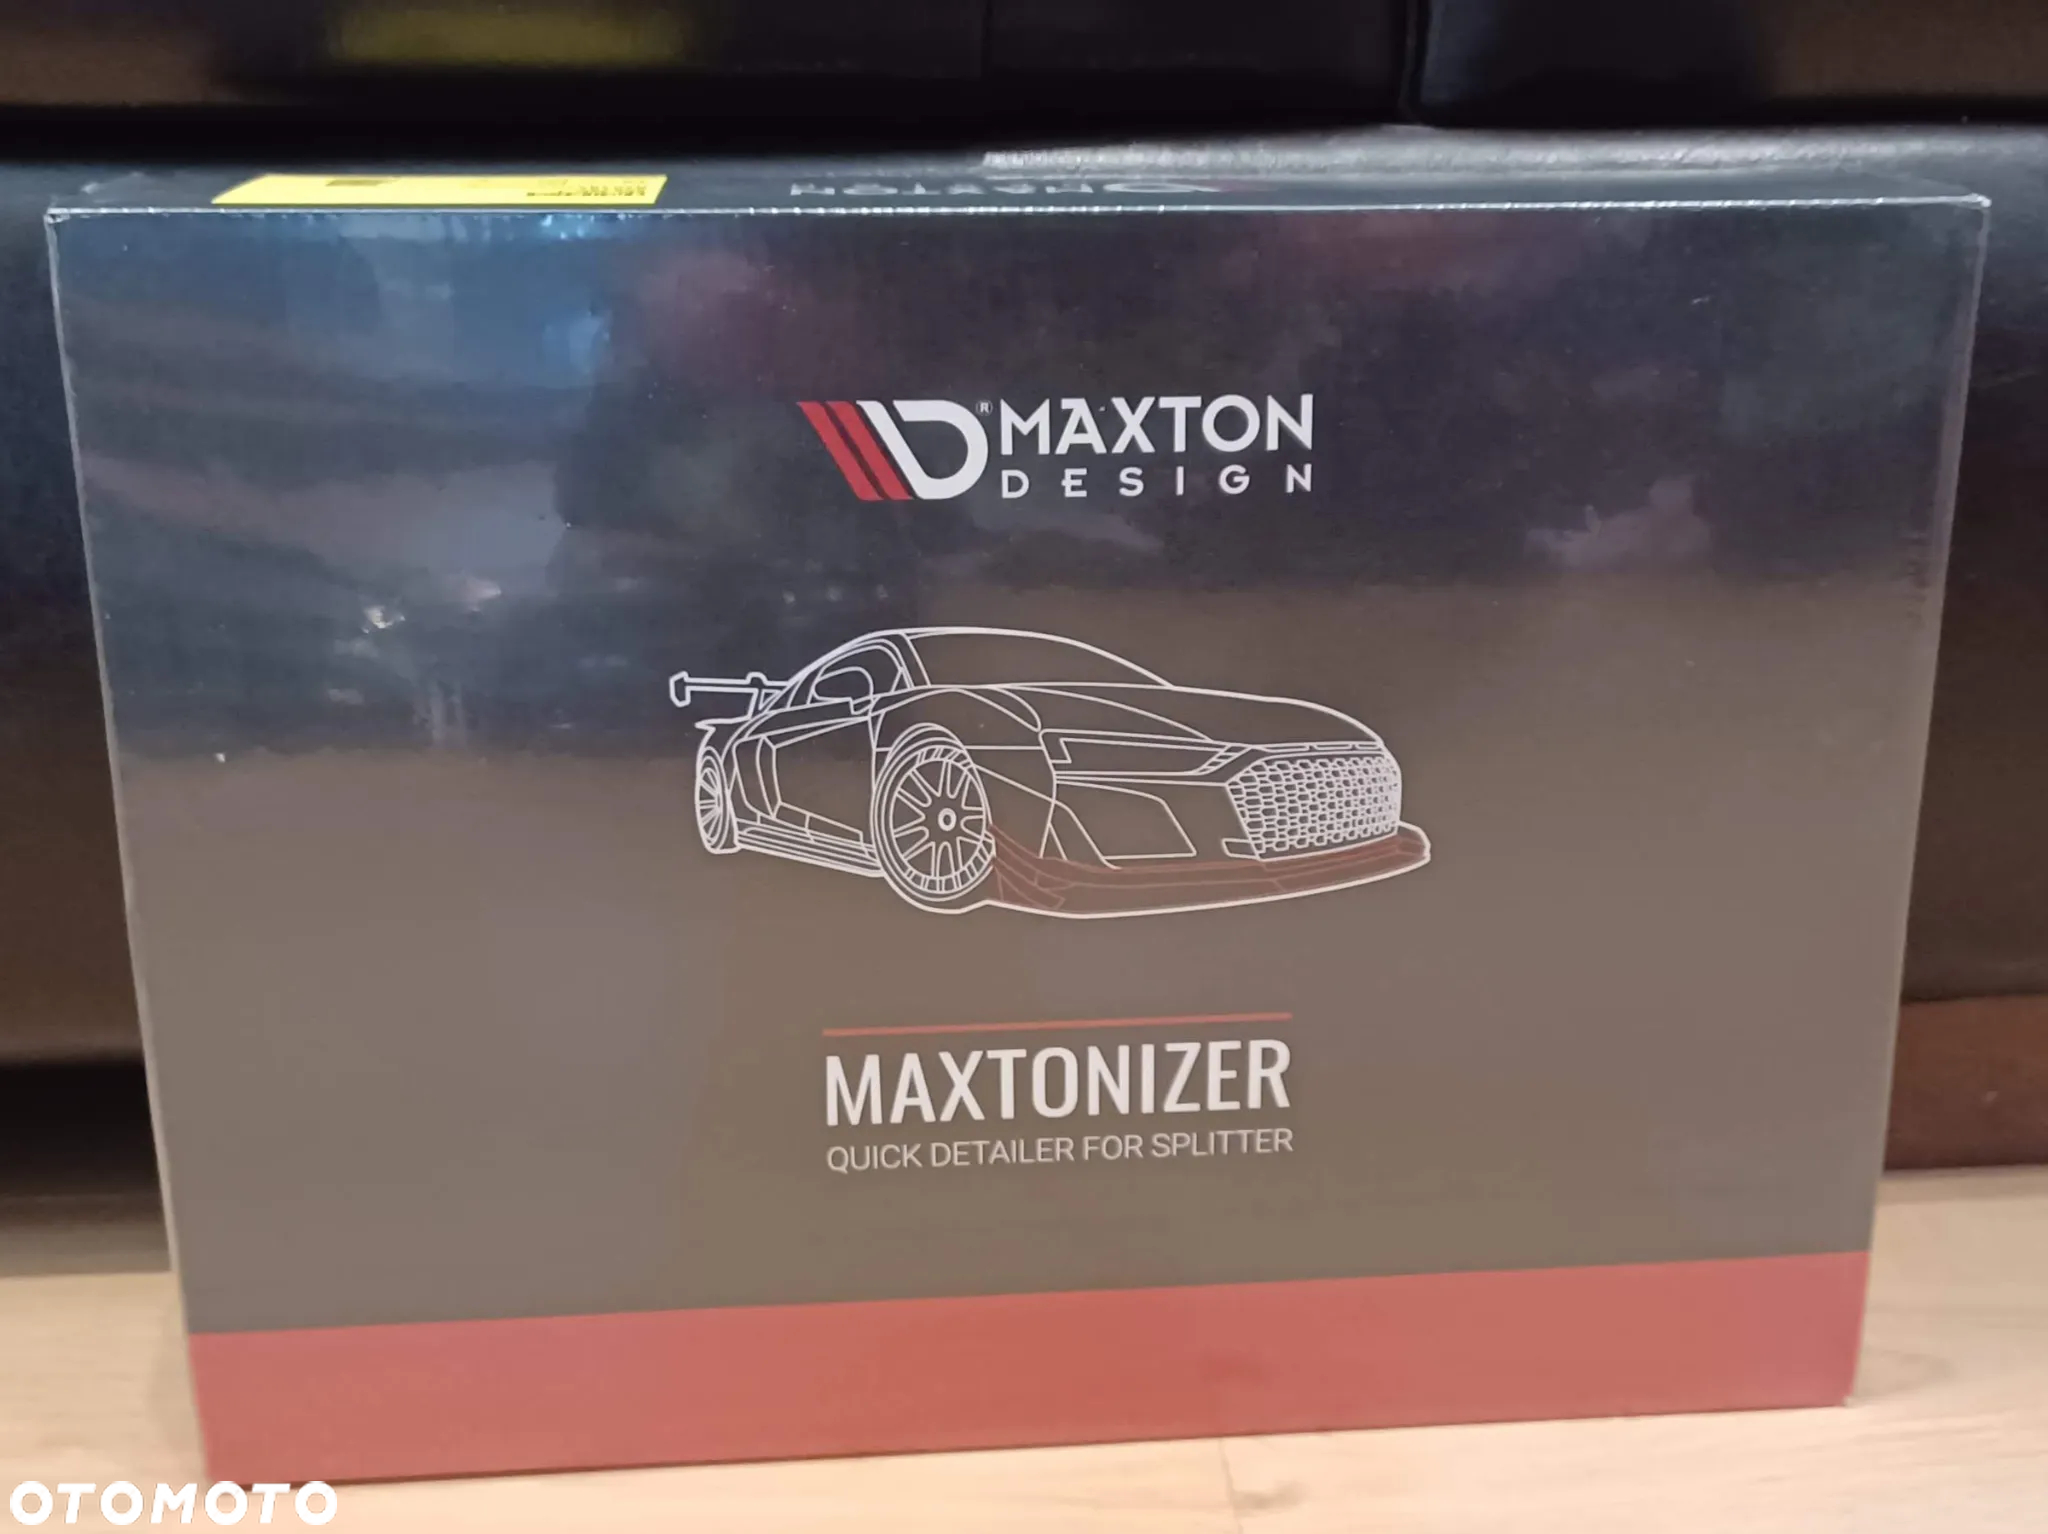 MAXTON
DESIGN
®
MAXTONIZER
QUICK DETAILER FOR SPLITTER
OTOMOTO